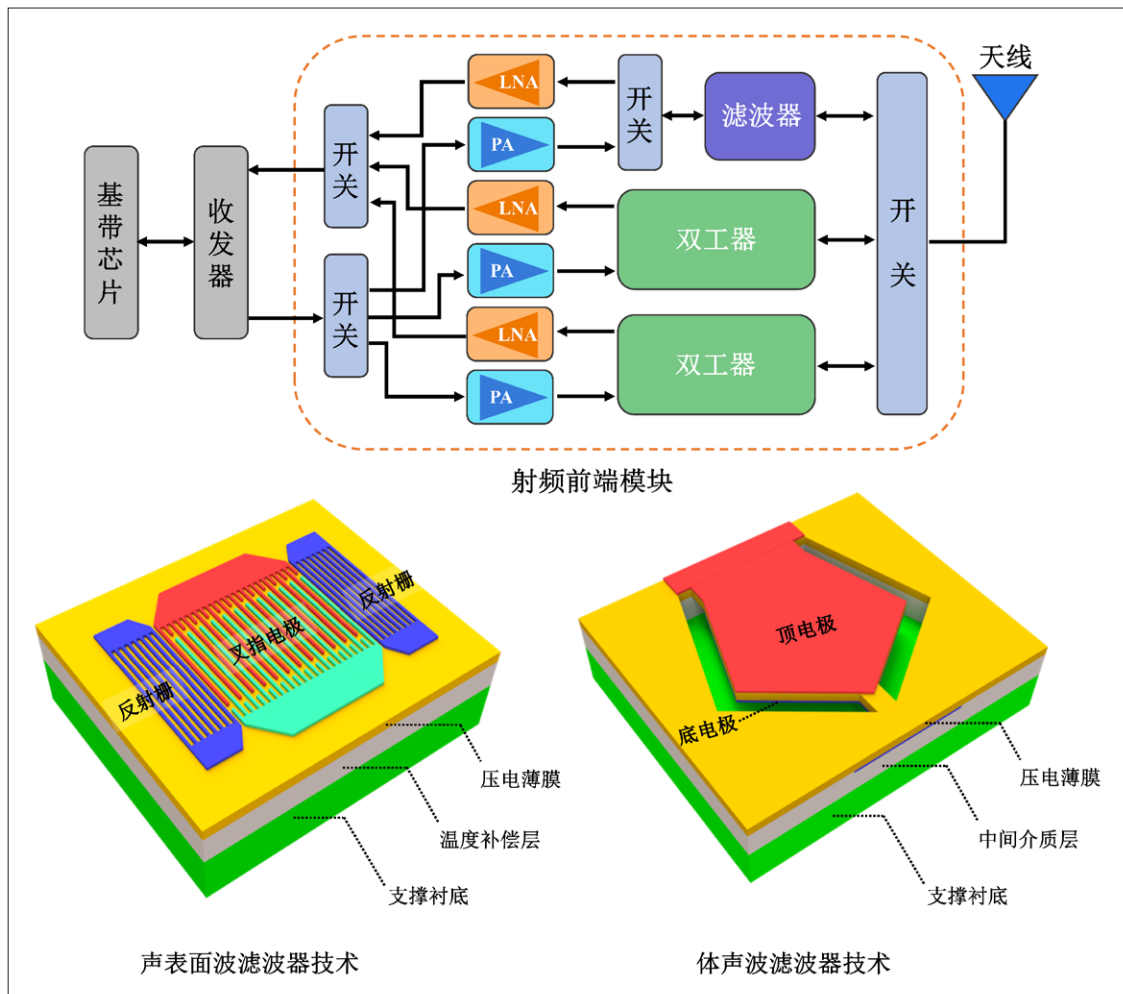 天线
LNA
开关
滤波器
PA
开关
基带芯片
收发器
LNA
双工器
开关
PA
开关
LNA
双工器
PA
射频前端模块
反射栅
叉指电极
反射栅
压电薄膜
温度补偿层
支撑衬底
声表面波滤波器技术
顶电极
底电极
压电薄膜
中间介质层
支撑衬底
体声波滤波器技术